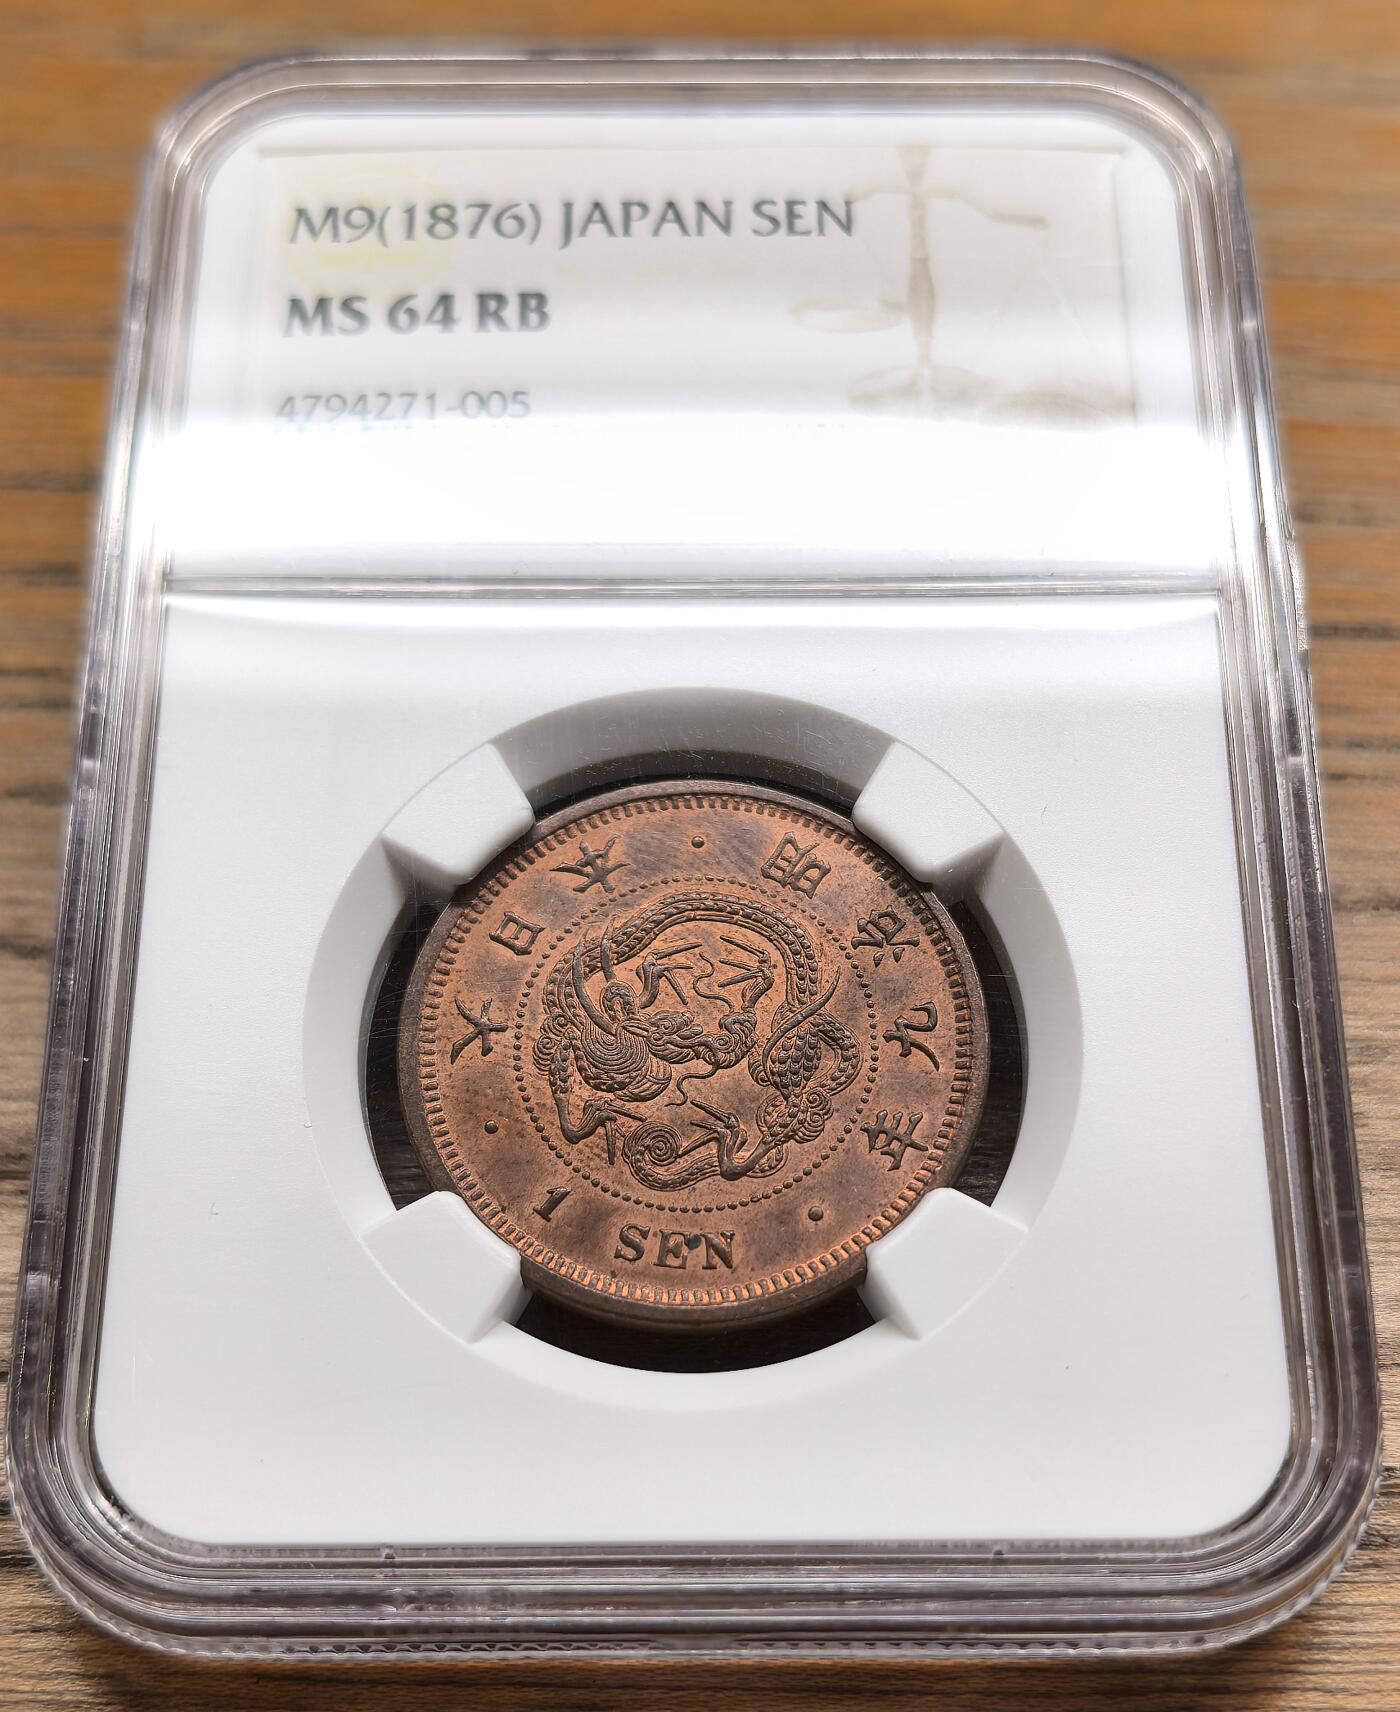 M9(1876) JAPAN SEN
MS 64 RB
4794271-005
大日本 · 明治九年 · 1 SEN ·